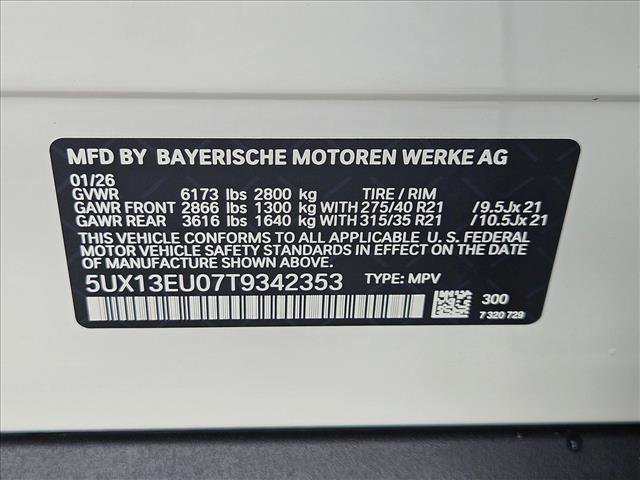 MFD BY BAYERISCHE MOTOREN WERKE AG
01/26
GVWR 6173 lbs 2800 kg TIRE / RIM
GAWR FRONT 2866 lbs 1300 kg WITH 275/40 R21 /9.5Jx21
GAWR REAR 3616 lbs 1640 kg WITH 315/35 R21 /10.5Jx21
THIS VEHICLE CONFORMS TO ALL APPLICABLE U.S. FEDERAL
MOTOR VEHICLE SAFETY STANDARDS IN EFFECT ON THE DATE
OF MANUFACTURE SHOWN ABOVE.
5UX13EU07T9342353 TYPE: MPV
300
7 320 729